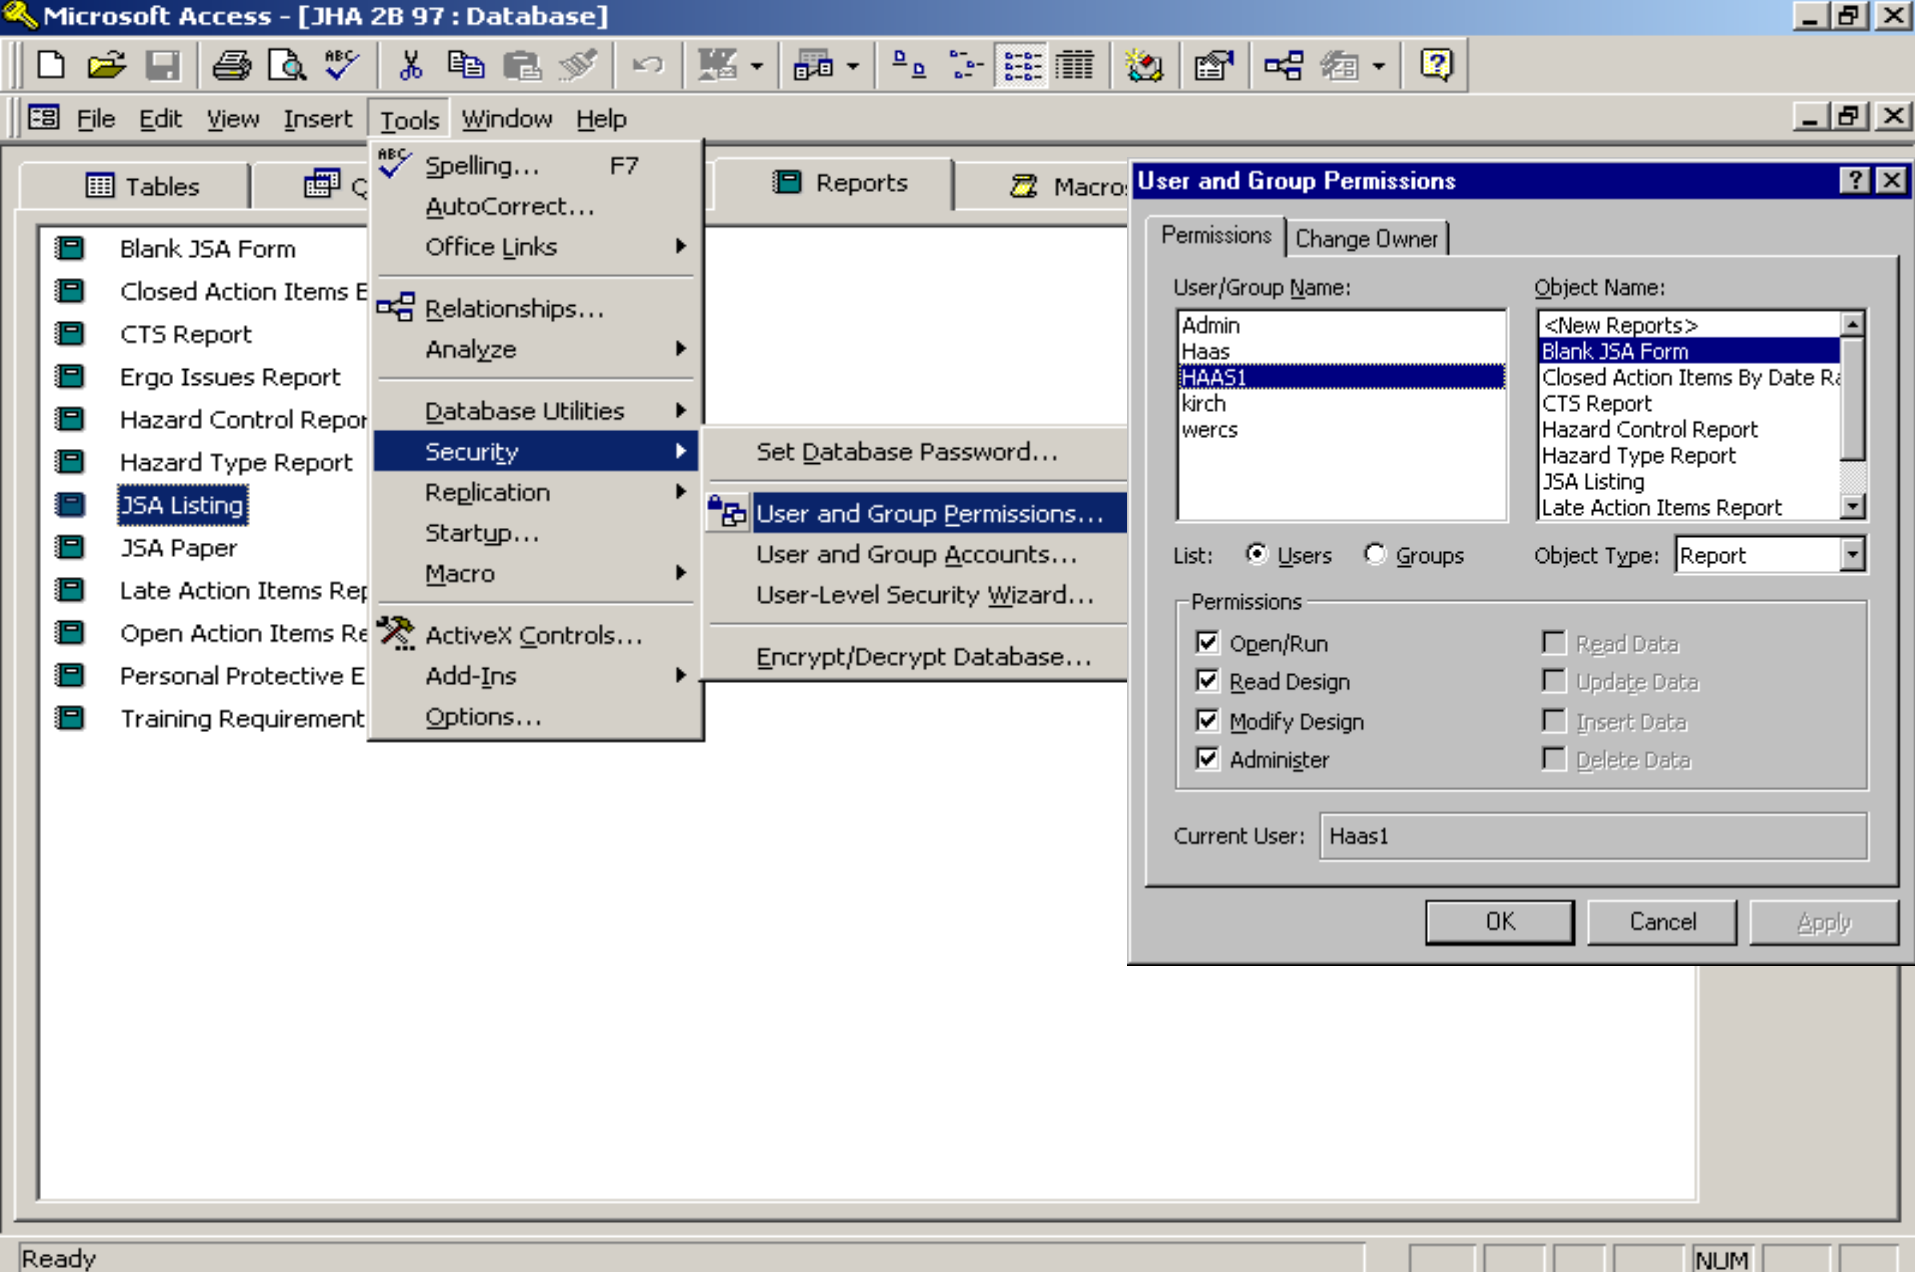 Microsoft Access - [JHA 2B 97 : Database]
File Edit View Insert Tools Window Help
Tables
Q
Reports
Macro
Blank JSA Form
Closed Action Items
CTS Report
Ergo Issues Report
Hazard Control Repor
Hazard Type Report
JSA Listing
JSA Paper
Late Action Items Rep
Open Action Items Re
Personal Protective E
Training Requirement
ABC
Spelling... F7
AutoCorrect...
Office Links
Relationships...
Analyze
Database Utilities
Security
Replication
Startup...
Macro
ActiveX Controls...
Add-Ins
Options...
Set Database Password...
User and Group Permissions...
User and Group Accounts...
User-Level Security Wizard...
Encrypt/Decrypt Database...
User and Group Permissions
Permissions Change Owner
User/Group Name:
Admin
Haas
HAAS1
kirch
wercs
Object Name:
<New Reports>
Blank JSA Form
Closed Action Items By Date Ra
CTS Report
Hazard Control Report
Hazard Type Report
JSA Listing
Late Action Items Report
List: Users Groups
Object Type: Report
Permissions
Open/Run Read Data
Read Design Update Data
Modify Design Insert Data
Administer Delete Data
Current User: Haas1
OK Cancel Apply
Ready NUM